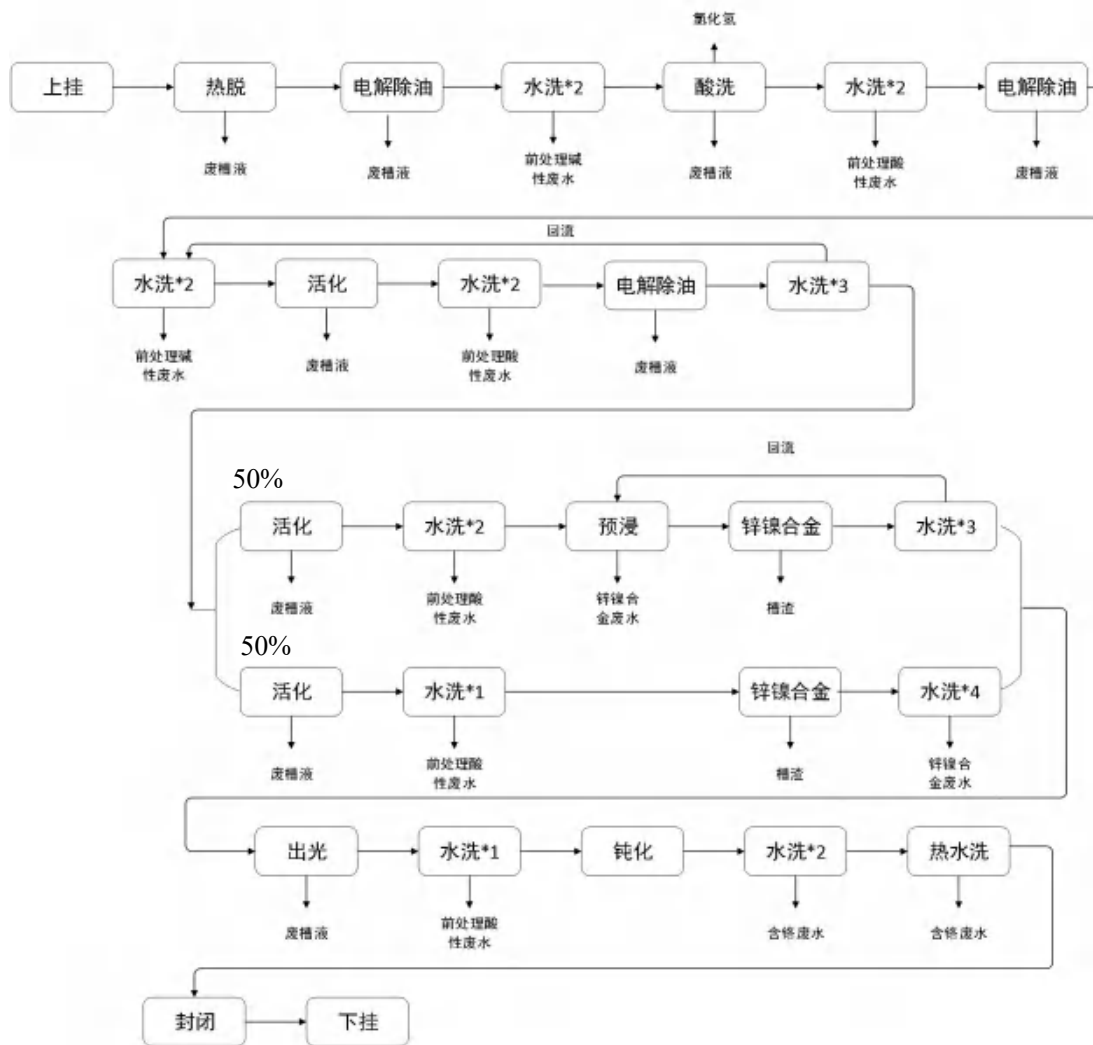 氯化氢
上挂
热脱
电解除油
水洗*2
酸洗
水洗*2
电解除油
废槽液
废槽液
前处理碱
性废水
废槽液
前处理酸
性废水
废槽液
回流
水洗*2
活化
水洗*2
电解除油
水洗*3
前处理碱
性废水
废槽液
前处理酸
性废水
废槽液
回流
50%
活化
水洗*2
预浸
锌镍合金
水洗*3
废槽液
前处理酸
性废水
锌镍合
金废水
槽渣
50%
活化
水洗*1
锌镍合金
水洗*4
废槽液
前处理酸
性废水
槽渣
锌镍合
金废水
出光
水洗*1
钝化
水洗*2
热水洗
废槽液
前处理酸
性废水
含铬废水
含铬废水
封闭
下挂